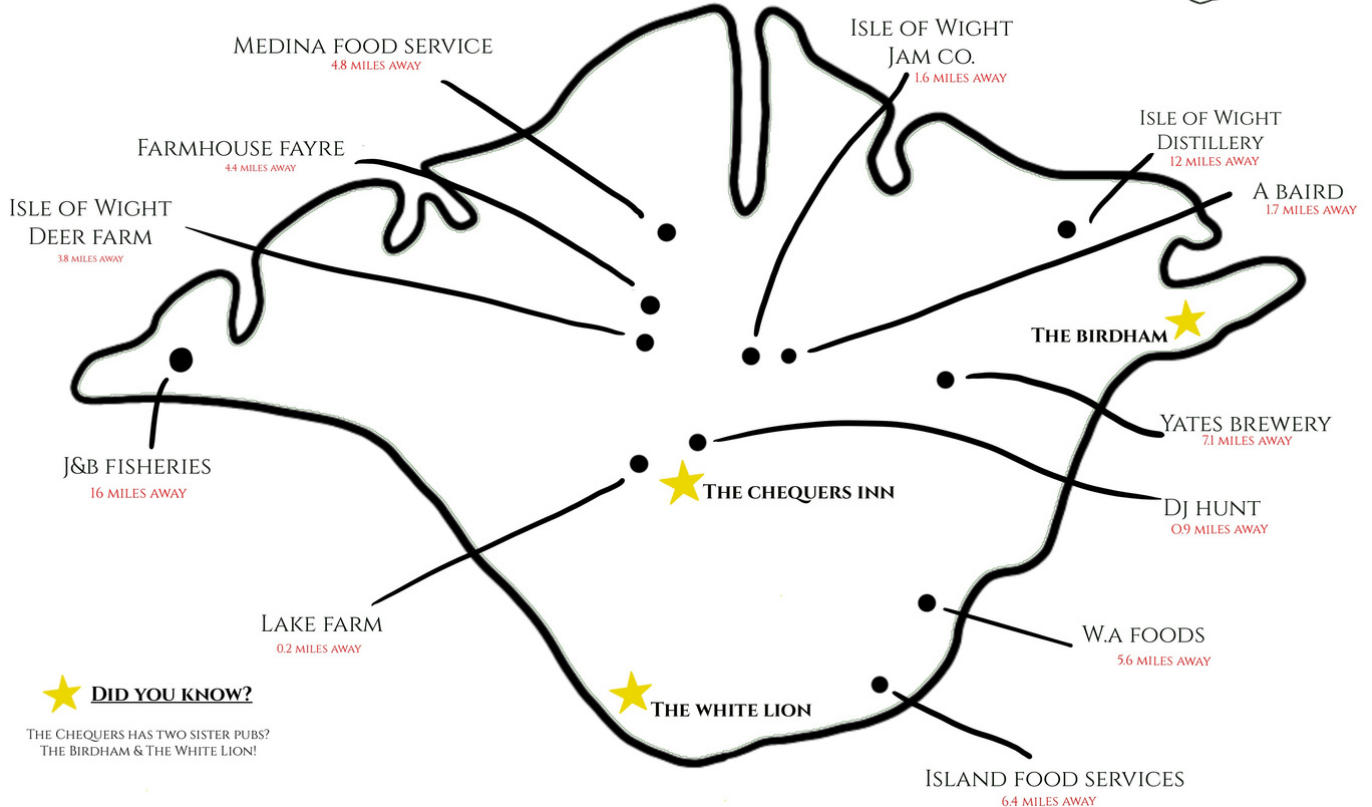 Medina Food Service
4.8 miles away
Isle of Wight
Jam Co.
1.6 miles away
Farmhouse Fayre
4.4 miles away
Isle of Wight
Distillery
12 miles away
A Baird
1.7 miles away
Isle of Wight
Deer Farm
3.8 miles away
The Birdham
J&B Fisheries
16 miles away
Yates Brewery
7.1 miles away
The Chequers Inn
DJ Hunt
0.9 miles away
Lake Farm
0.2 miles away
W.A Foods
5.6 miles away
Did you know?
The Chequers has two sister pubs?
The Birdham & The White Lion!
The White Lion
Island Food Services
6.4 miles away